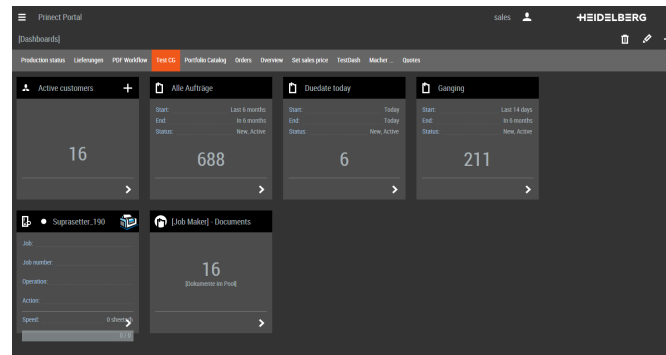 Prinect Portal sales HEIDELBERG
[Dashboards]
Production status Lieferungen PDF Workflow Test CG Portfolio Catalog Orders Overview Set sales price TestDash Macher ... Quotes
Active customers
16
Alle Aufträge
Start: Last 6 months
End: In 6 months
Status: New, Active
688
Duedate today
Start: Today
End: Today
Status: New, Active
6
Ganging
Start: Last 14 days
End: In 6 months
Status: New, Active
211
Suprasetter_190
Job:
Job number:
Operation:
Action:
Speed: 0 sheets/h
0 / 0
[Job Maker] - Documents
16
[Dokumente im Pool]